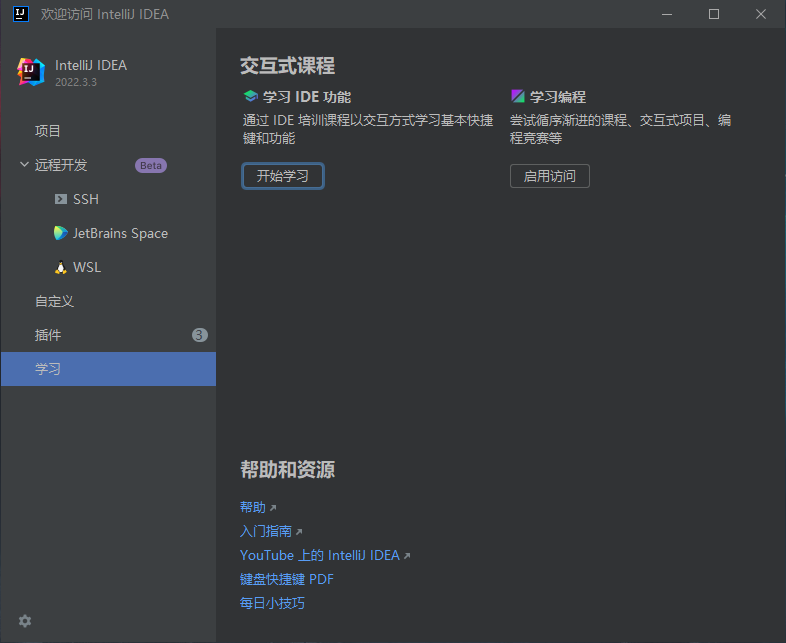 欢迎访问 IntelliJ IDEA
IntelliJ IDEA
2022.3.3
项目
远程开发 Beta
SSH
JetBrains Space
WSL
自定义
插件 3
学习
交互式课程
学习 IDE 功能
通过 IDE 培训课程以交互方式学习基本快捷
键和功能
开始学习
学习编程
尝试循序渐进的课程、交互式项目、编
程竞赛等
启用访问
帮助和资源
帮助
入门指南
YouTube 上的 IntelliJ IDEA
键盘快捷键 PDF
每日小技巧